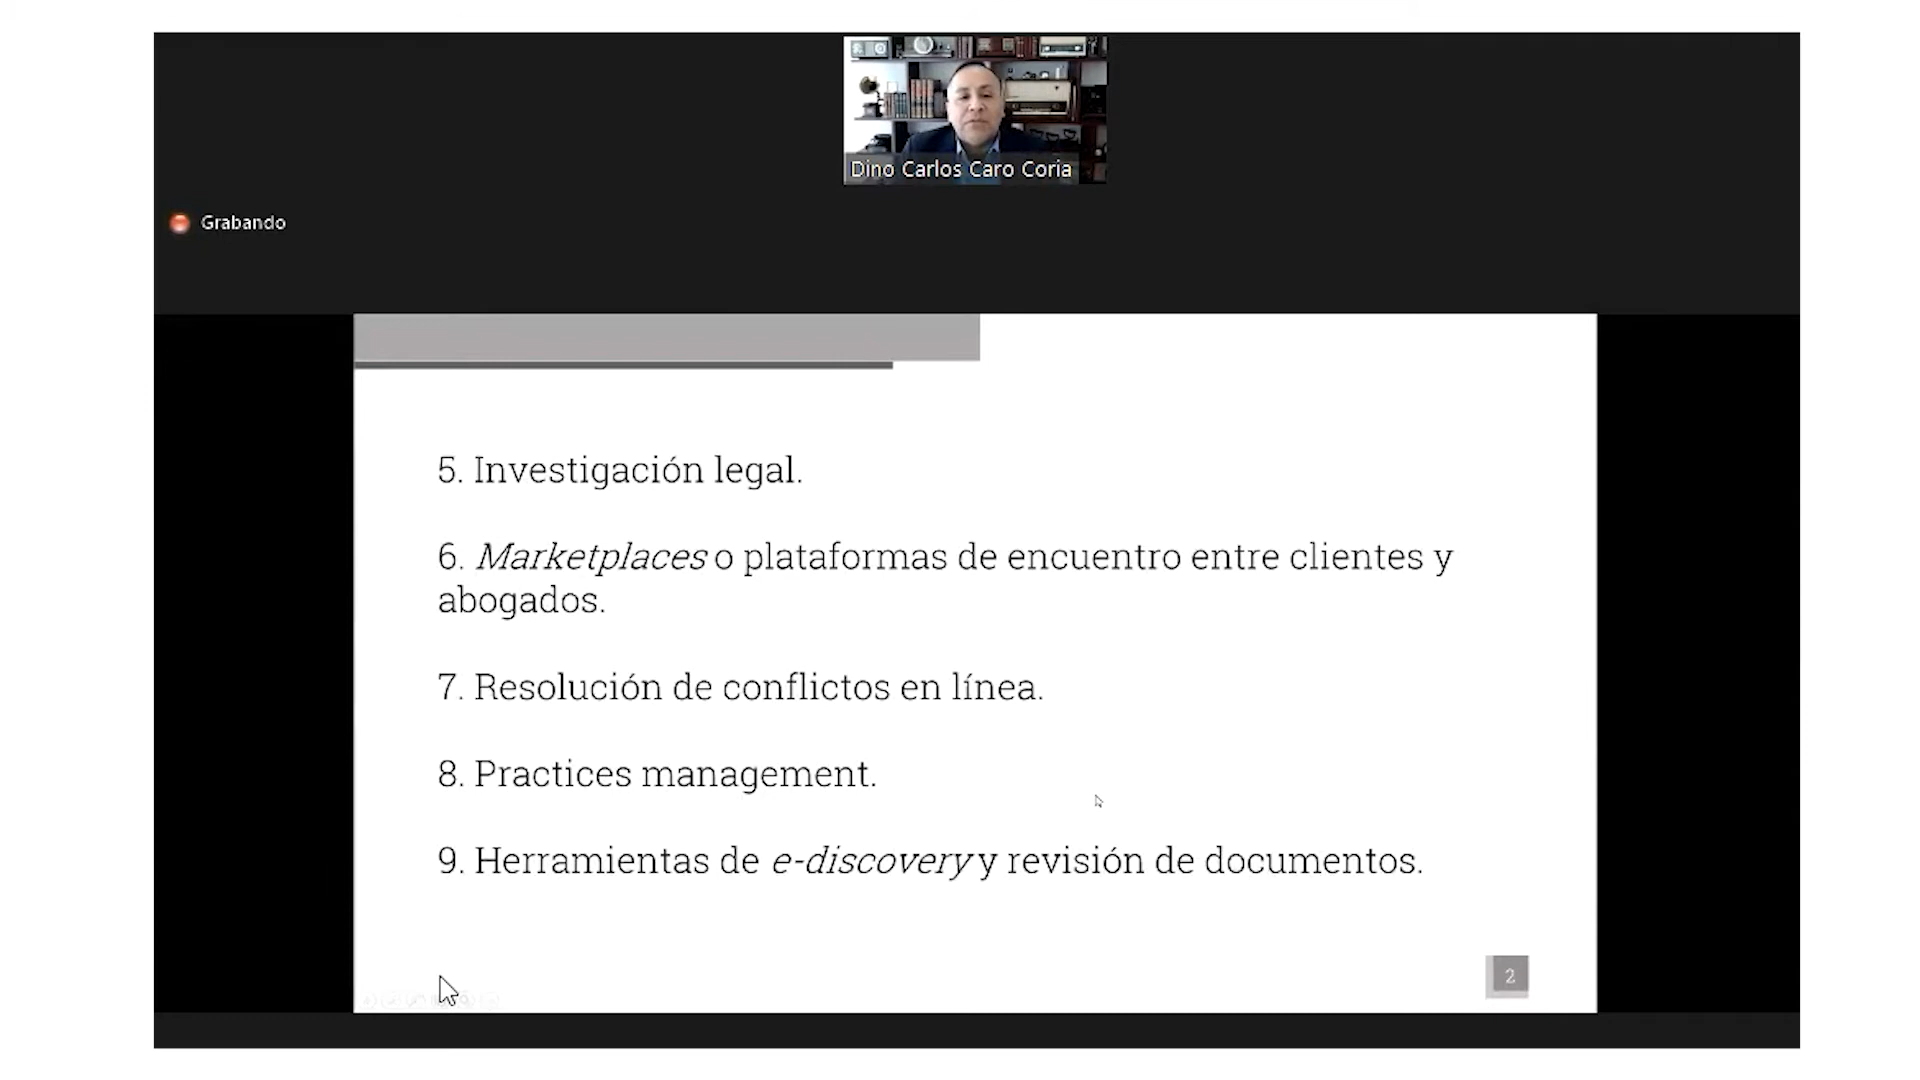 Dino Carlos Caro Coria
Grabando
5. Investigación legal.
6. Marketplaces o plataformas de encuentro entre clientes y
abogados.
7. Resolución de conflictos en línea.
8. Practices management.
9. Herramientas de e-discovery y revisión de documentos.
2